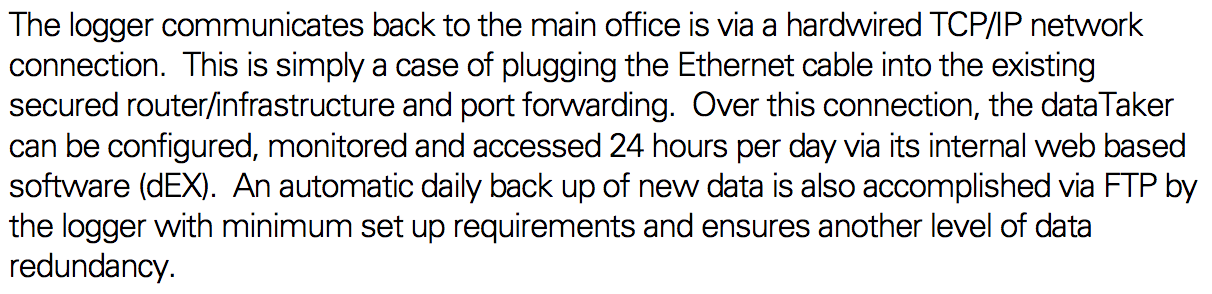 The logger communicates back to the main office is via a hardwired TCP/IP network
connection.  This is simply a case of plugging the Ethernet cable into the existing
secured router/infrastructure and port forwarding.  Over this connection, the dataTaker
can be configured, monitored and accessed 24 hours per day via its internal web based
software (dEX).  An automatic daily back up of new data is also accomplished via FTP by
the logger with minimum set up requirements and ensures another level of data
redundancy.